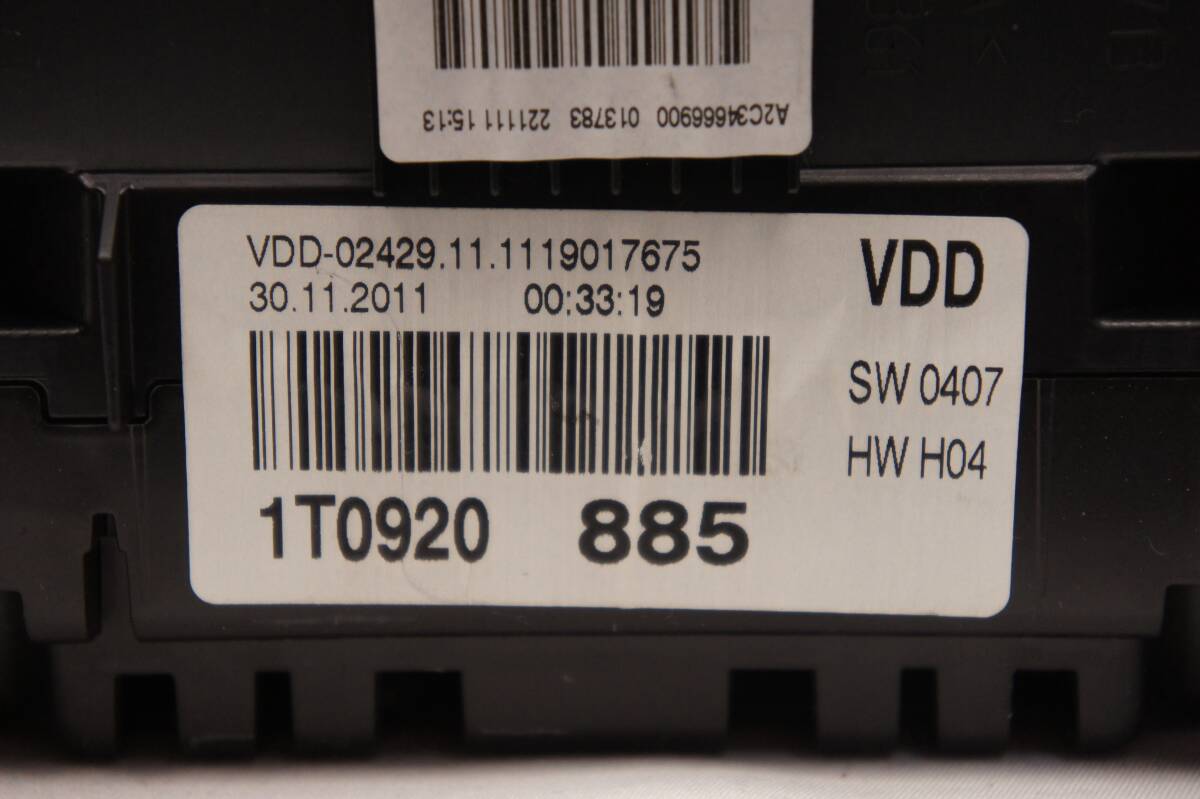 A2C34666900 013783 221111 15:13
VDD-02429.11.1119017675
30.11.2011 00:33:19
VDD
SW 0407
HW H04
1T0920 885